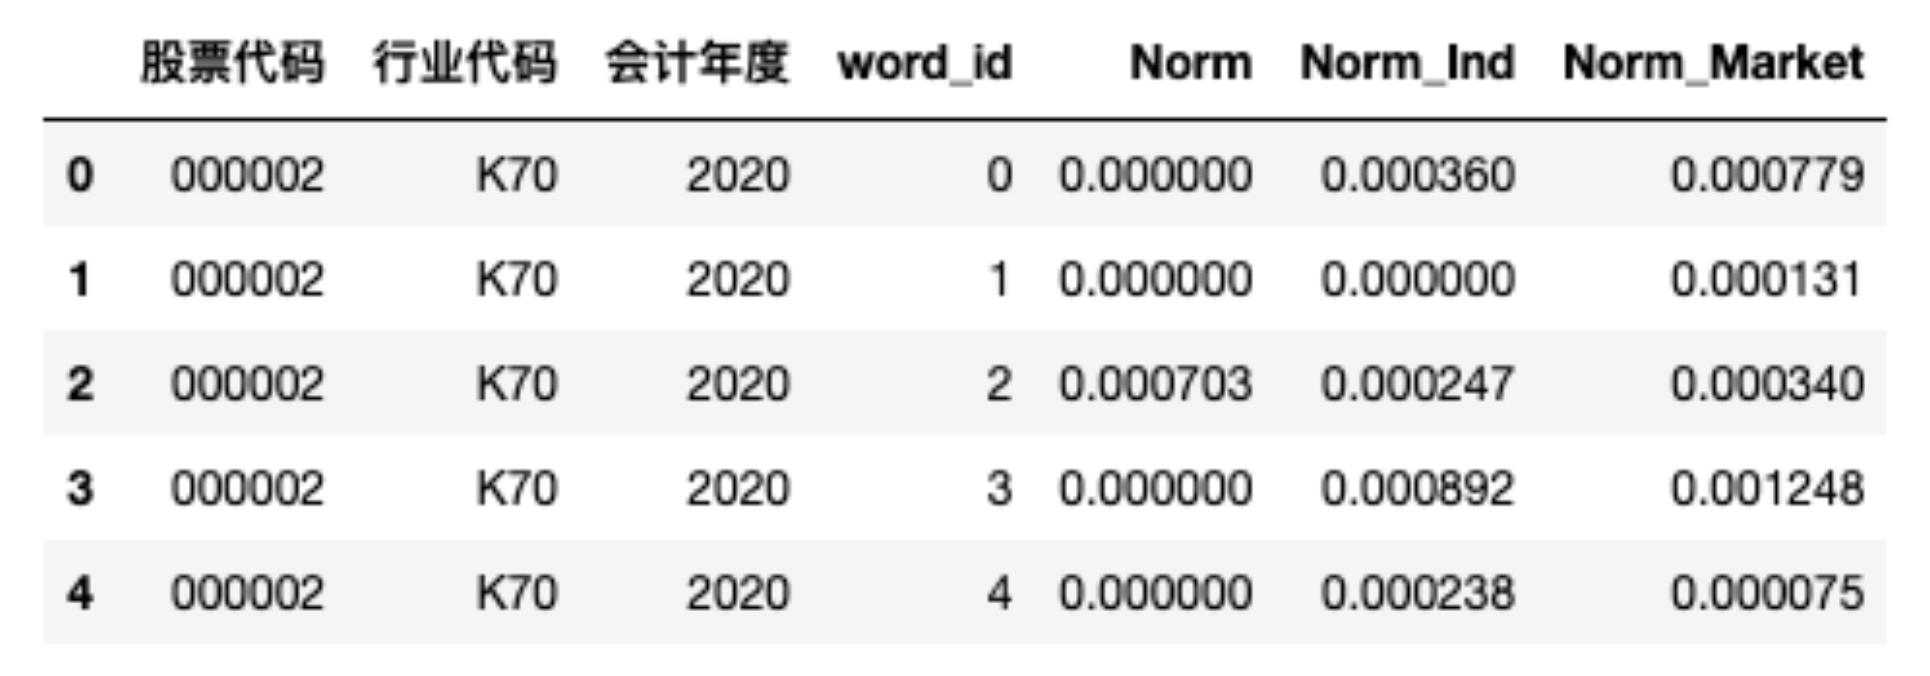 股票代码 行业代码 会计年度 word_id Norm Norm_Ind Norm_Market
0 000002 K70 2020 0 0.000000 0.000360 0.000779
1 000002 K70 2020 1 0.000000 0.000000 0.000131
2 000002 K70 2020 2 0.000703 0.000247 0.000340
3 000002 K70 2020 3 0.000000 0.000892 0.001248
4 000002 K70 2020 4 0.000000 0.000238 0.000075